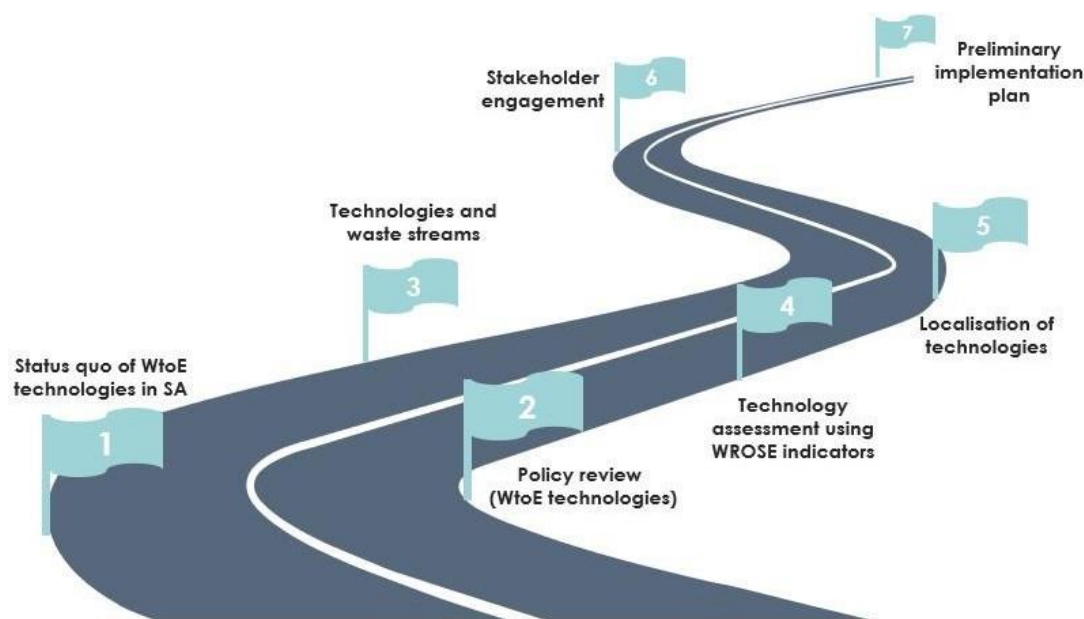 7
Preliminary
implementation
plan
6
Stakeholder
engagement
5
Localisation of
technologies
4
Technology
assessment using
WROSE indicators
3
Technologies and
waste streams
2
Policy review
(WtoE technologies)
1
Status quo of WtoE
technologies in SA